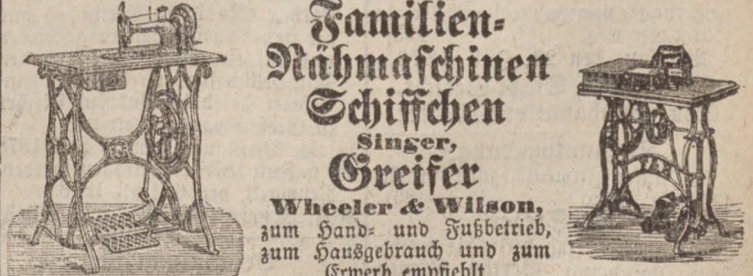 Familien-
Nähmaschinen
Schiffchen
Singer,
Greifer
Wheeler & Wilson,
zum Hand- und Fußbetrieb,
zum Hausgebrauch und zum
Erwerb empfiehlt